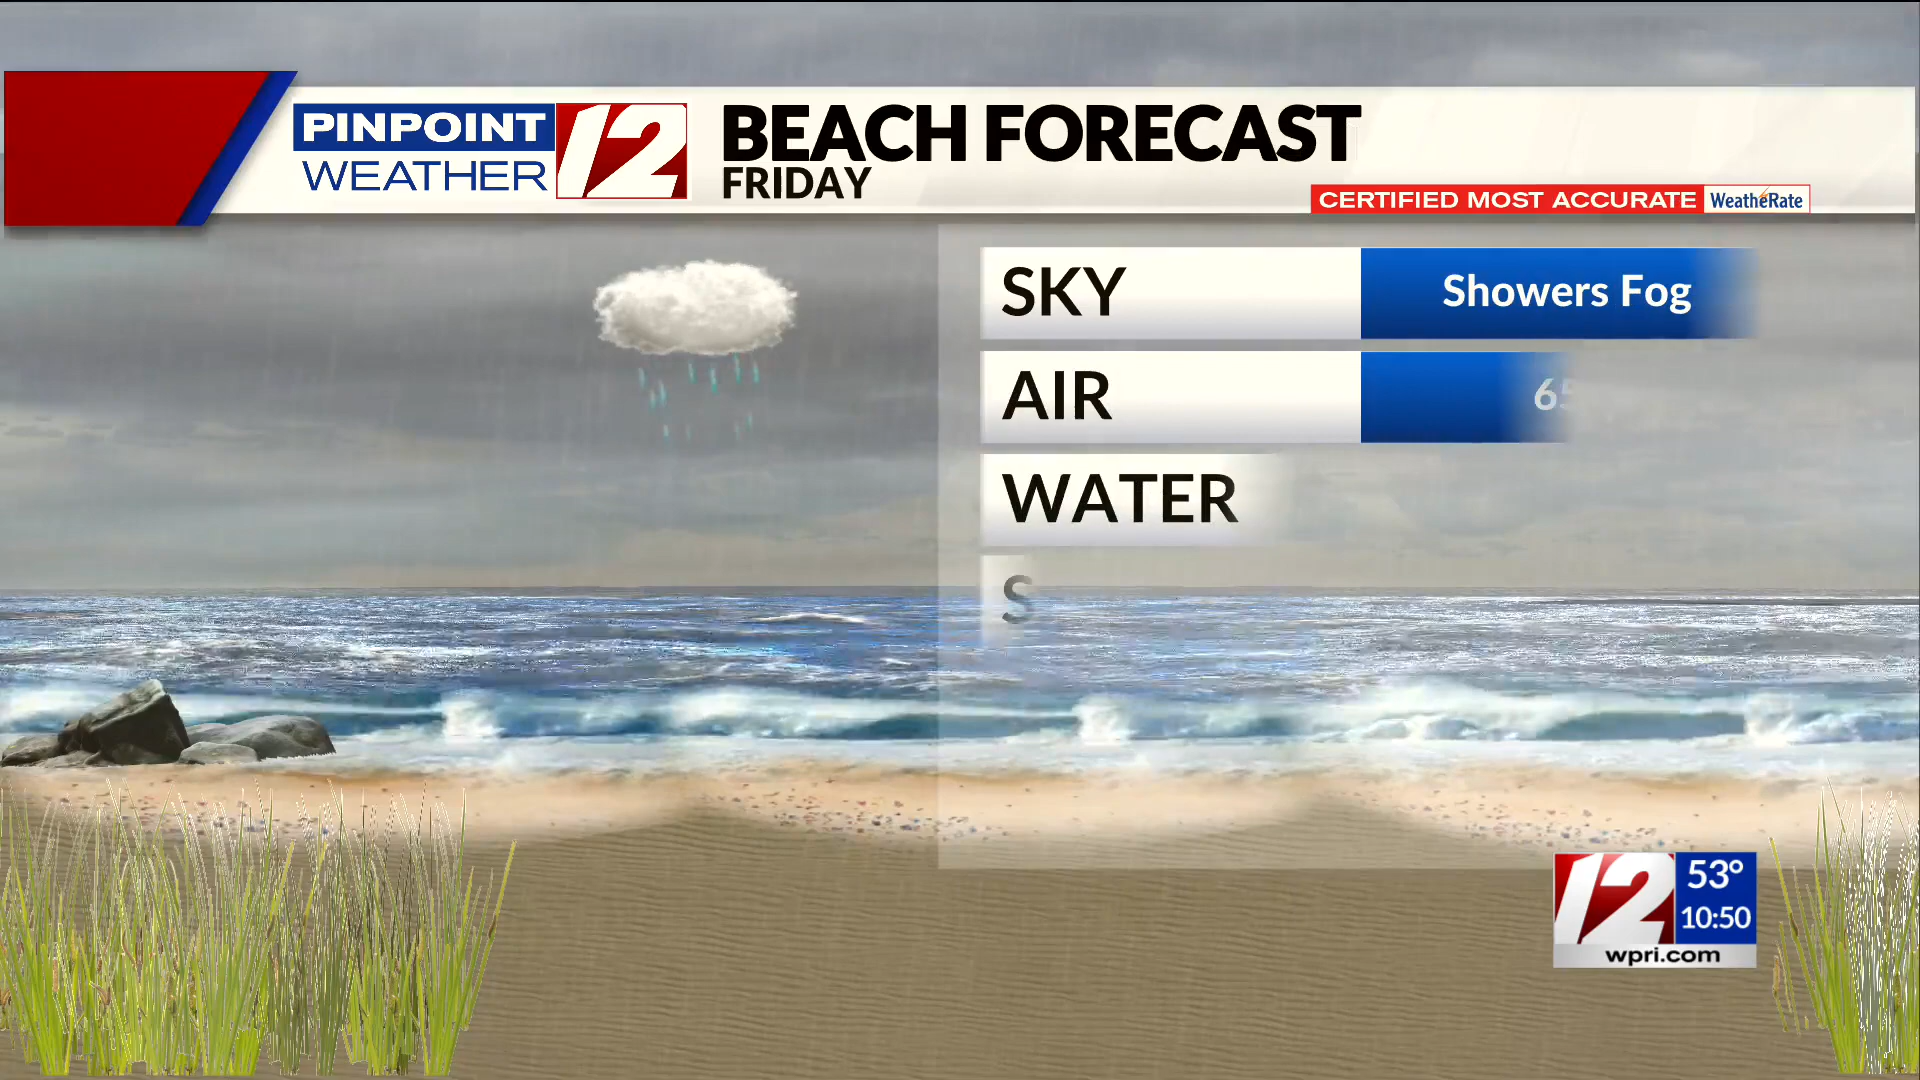 PINPOINT
WEATHER
12
BEACH FORECAST
FRIDAY
CERTIFIED MOST ACCURATE WeatheRate
SKY Showers Fog
AIR 65
WATER
S
12
53°
10:50
wpri.com